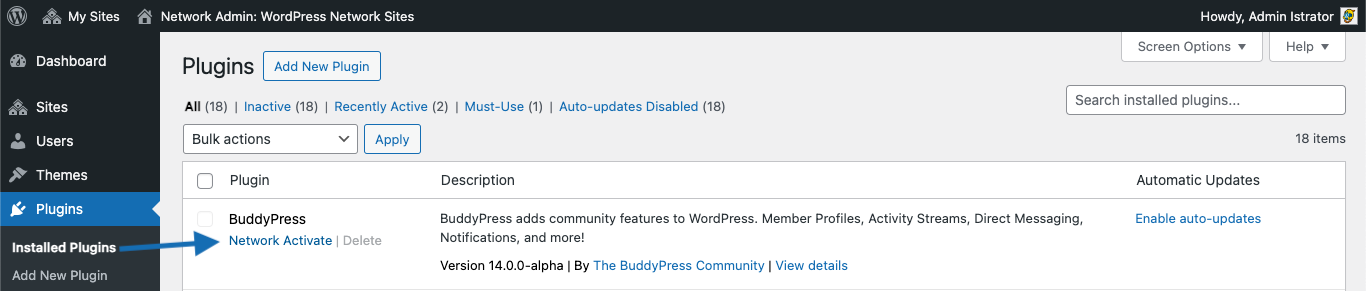 My Sites Network Admin: WordPress Network Sites Howdy, Admin Istrator
Dashboard
Sites
Users
Themes
Plugins
Installed Plugins
Add New Plugin
Screen Options Help
Plugins Add New Plugin
All (18) | Inactive (18) | Recently Active (2) | Must-Use (1) | Auto-updates Disabled (18)
Search installed plugins...
Bulk actions Apply
18 items
Plugin Description Automatic Updates
BuddyPress
Network Activate | Delete
BuddyPress adds community features to WordPress. Member Profiles, Activity Streams, Direct Messaging,
Notifications, and more!
Version 14.0.0-alpha | By The BuddyPress Community | View details
Enable auto-updates